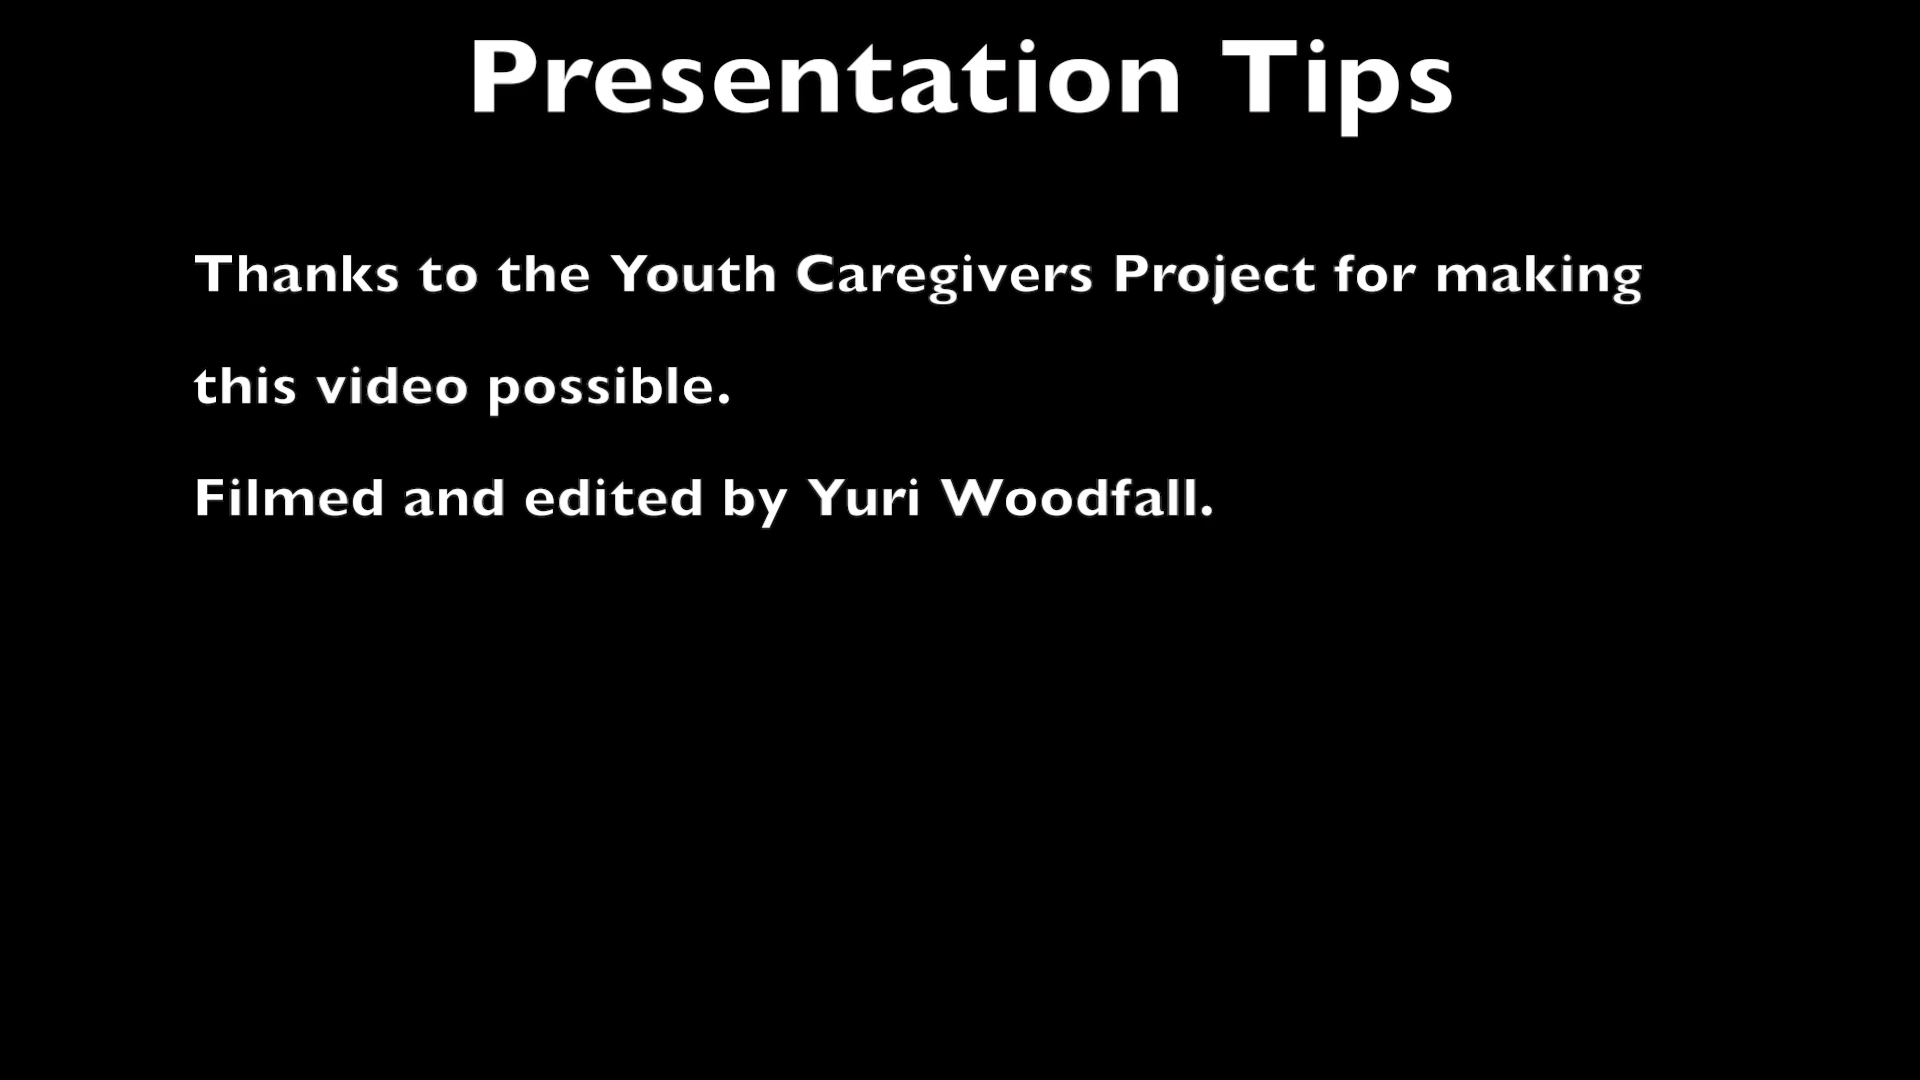 Presentation Tips
Thanks to the Youth Caregivers Project for making
this video possible.
Filmed and edited by Yuri Woodfall.